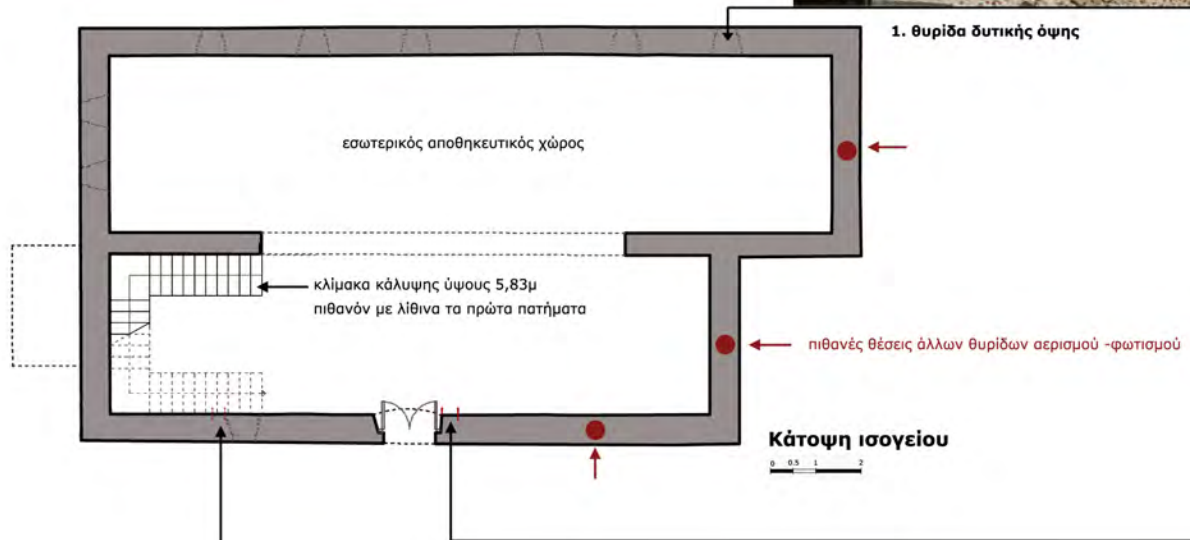 1. θυρίδα δυτικής όψης
εσωτερικός αποθηκευτικός χώρος
κλίμακα κάλυψης ύψους 5,83μ
πιθανόν με λίθινα τα πρώτα πατήματα
πιθανές θέσεις άλλων θυρίδων αερισμού -φωτισμού
Κάτοψη ισογείου
0 0.5 1 2